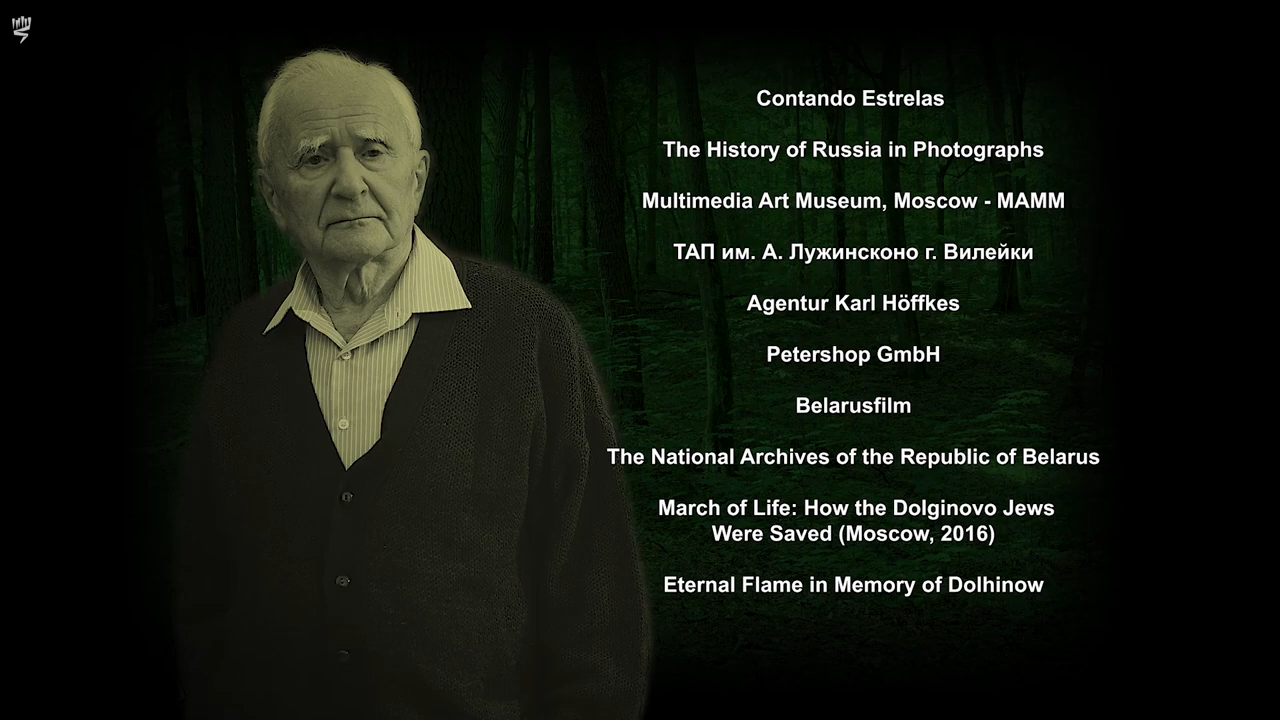 Contando Estrelas
The History of Russia in Photographs
Multimedia Art Museum, Moscow - MAMM
ТАП им. А. Лужинсконо г. Вилейки
Agentur Karl Höffkes
Petershop GmbH
Belarusfilm
The National Archives of the Republic of Belarus
March of Life: How the Dolginovo Jews
Were Saved (Moscow, 2016)
Eternal Flame in Memory of Dolhinow